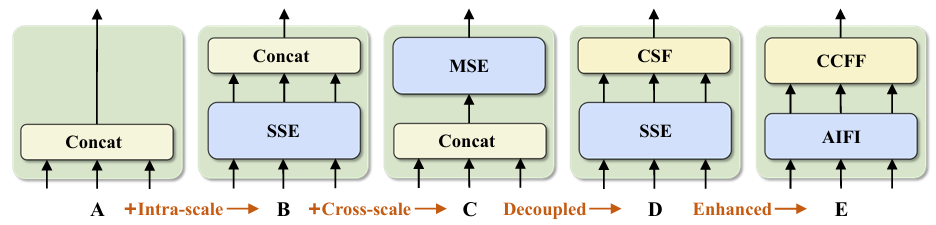 Concat
Concat
SSE
MSE
Concat
CSF
SSE
CCFF
AIFI
A +Intra-scale B +Cross-scale C Decoupled D Enhanced E